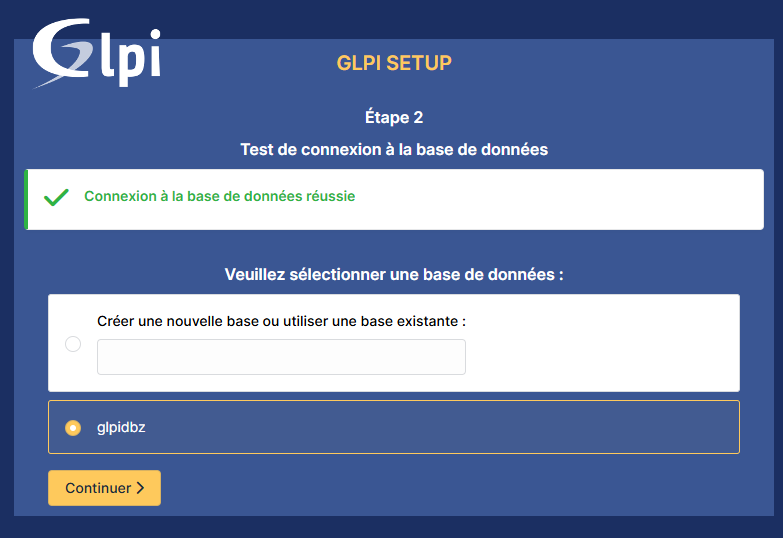 Glpi
GLPI SETUP
Étape 2
Test de connexion à la base de données
Connexion à la base de données réussie
Veuillez sélectionner une base de données :
Créer une nouvelle base ou utiliser une base existante :
glpidbz
Continuer